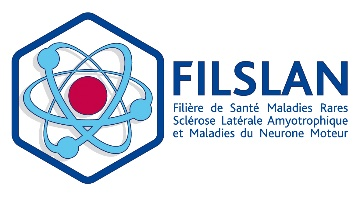 FILSLAN
Filière de Santé Maladies Rares
Sclérose Latérale Amyotrophique
et Maladies du Neurone Moteur